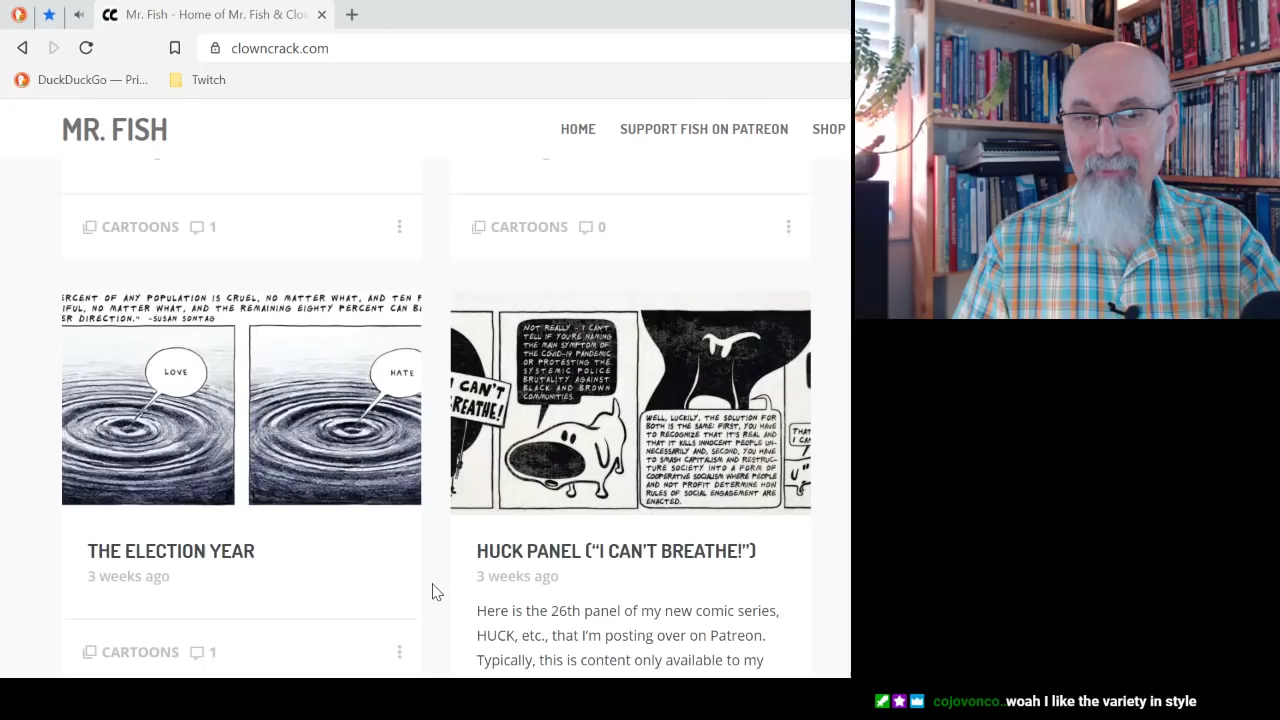 Mr. Fish - Home of Mr. Fish & Clow
clowncrack.com
DuckDuckGo — Pri...
Twitch
MR. FISH
HOME
SUPPORT FISH ON PATREON
SHOP
CARTOONS 1
CARTOONS 0
ERCENT OF ANY POPULATION IS CRUEL, NO MATTER WHAT, AND TEN P
IFUL, NO MATTER WHAT, AND THE REMAINING EIGHTY PERCENT CAN BE
ER DIRECTION." -SUSAN SONTAG
LOVE
HATE
I CAN'T
BREATHE!
NOT REALLY - I CAN'T
TELL IF YOU'RE NAMING
THE MAIN SYMPTOM OF
THE COVID-19 PANDEMIC
OR PROTESTING THE
SYSTEMIC POLICE
BRUTALITY AGAINST
BLACK AND BROWN
COMMUNITIES.
WELL, LUCKILY, THE SOLUTION FOR
BOTH IS THE SAME: FIRST, YOU HAVE
TO RECOGNIZE THAT IT'S REAL AND
THAT IT KILLS INNOCENT PEOPLE UN-
NECESSARILY AND, SECOND, YOU HAVE
TO SMASH CAPITALISM AND RESTRUC-
TURE SOCIETY INTO A FORM OF
COOPERATIVE SOCIALISM WHERE PEOPLE
AND NOT PROFIT DETERMINE HOW
RULES OF SOCIAL ENGAGEMENT ARE
ENACTED.
THE ELECTION YEAR
3 weeks ago
CARTOONS 1
HUCK PANEL (“I CAN’T BREATHE!”)
3 weeks ago
Here is the 26th panel of my new comic series,
HUCK, etc., that I’m posting over on Patreon.
Typically, this is content only available to my
cojovonco..woah I like the variety in style